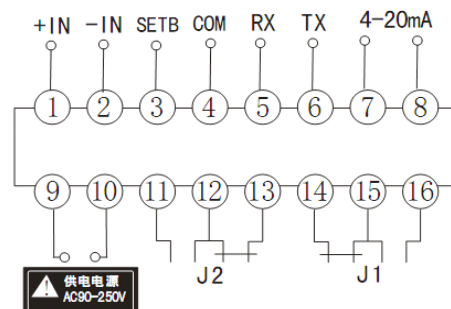 +IN -IN SETB COM RX TX 4-20mA
1 2 3 4 5 6 7 8
9 10 11 12 13 14 15 16
J2 J1
供电电源
AC90-250V